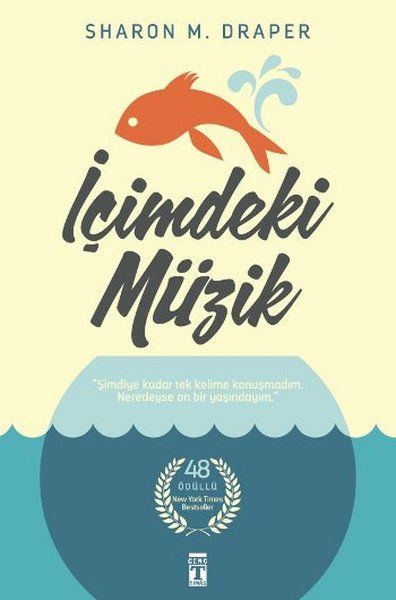 SHARON M. DRAPER
İçimdeki
Müzik
"Şimdiye kadar tek kelime konuşmadım.
Neredeyse on bir yaşındayım."
48
ÖDÜLLÜ
New York Times
Bestseller
GENÇ
T
TİMAŞ